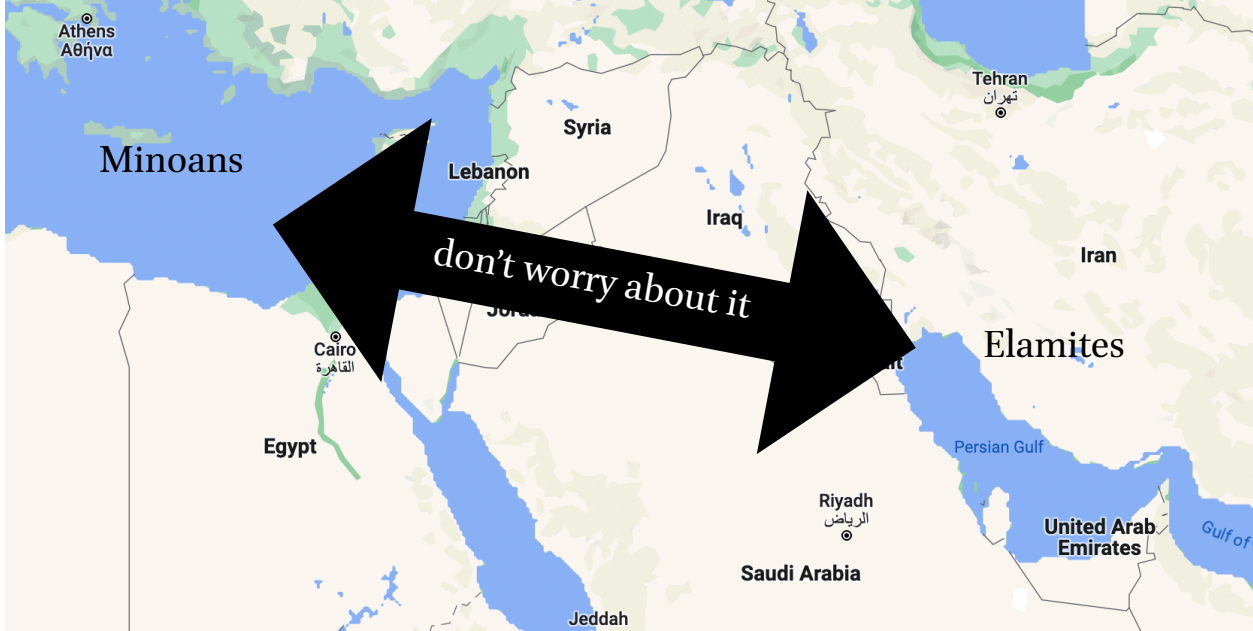 Athens
Αθήνα
Tehran
تهران
Syria
Minoans
Lebanon
Iraq
Iran
don't worry about it
Elamites
Cairo
القاهرة
Egypt
Persian Gulf
Riyadh
الرياض
United Arab
Emirates
Gulf of
Saudi Arabia
Jeddah